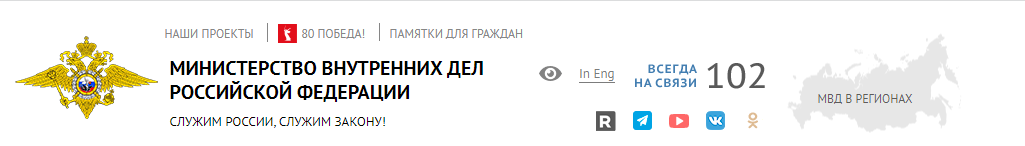 НАШИ ПРОЕКТЫ
80 ПОБЕДА!
ПАМЯТКИ ДЛЯ ГРАЖДАН
МИНИСТЕРСТВО ВНУТРЕННИХ ДЕЛ
РОССИЙСКОЙ ФЕДЕРАЦИИ
СЛУЖИМ РОССИИ, СЛУЖИМ ЗАКОНУ!
In Eng
ВСЕГДА
НА СВЯЗИ
102
МВД В РЕГИОНАХ